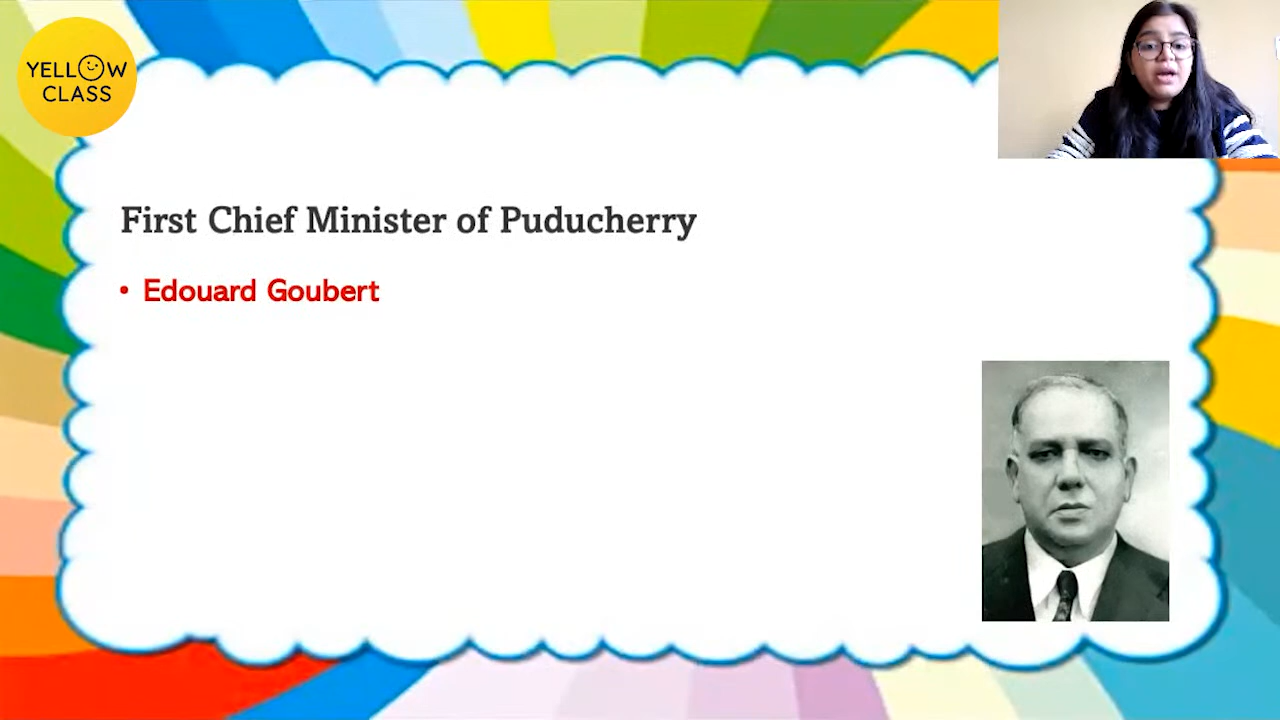 YELLOW
CLASS
First Chief Minister of Puducherry
• Edouard Goubert